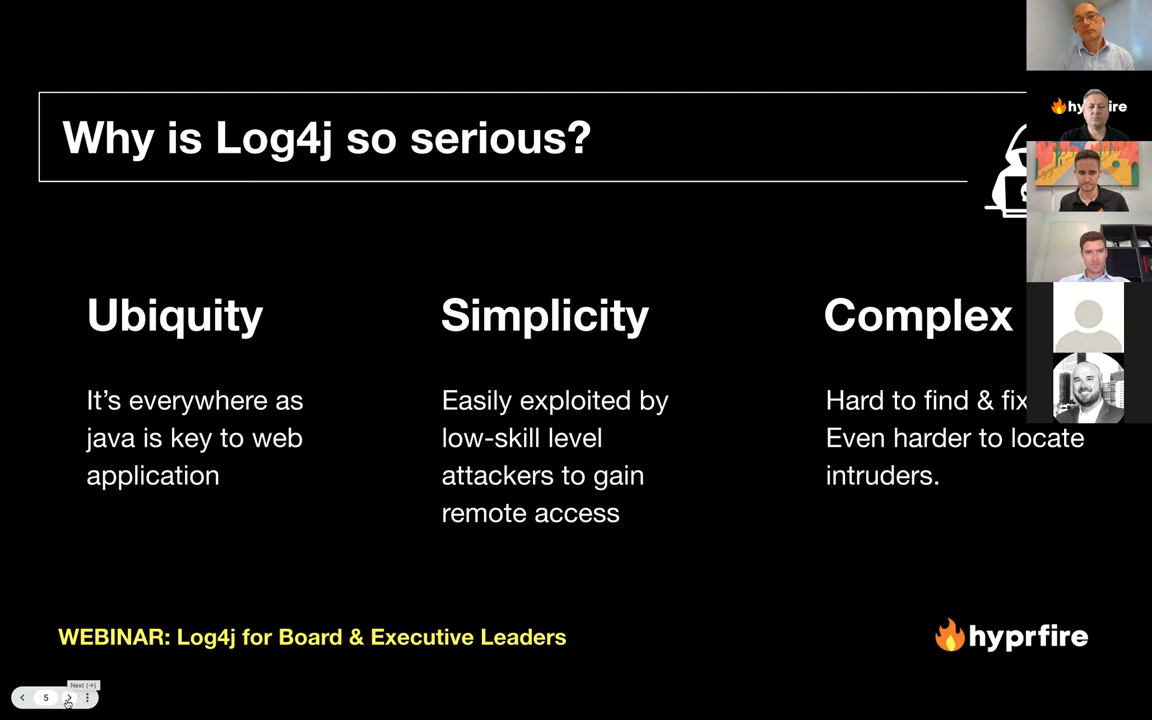 Why is Log4j so serious?
Ubiquity
It’s everywhere as
java is key to web
application
Simplicity
Easily exploited by
low-skill level
attackers to gain
remote access
Complex
Hard to find & fix
Even harder to locate
intruders.
WEBINAR: Log4j for Board & Executive Leaders
hyprfire
Next (→)
5